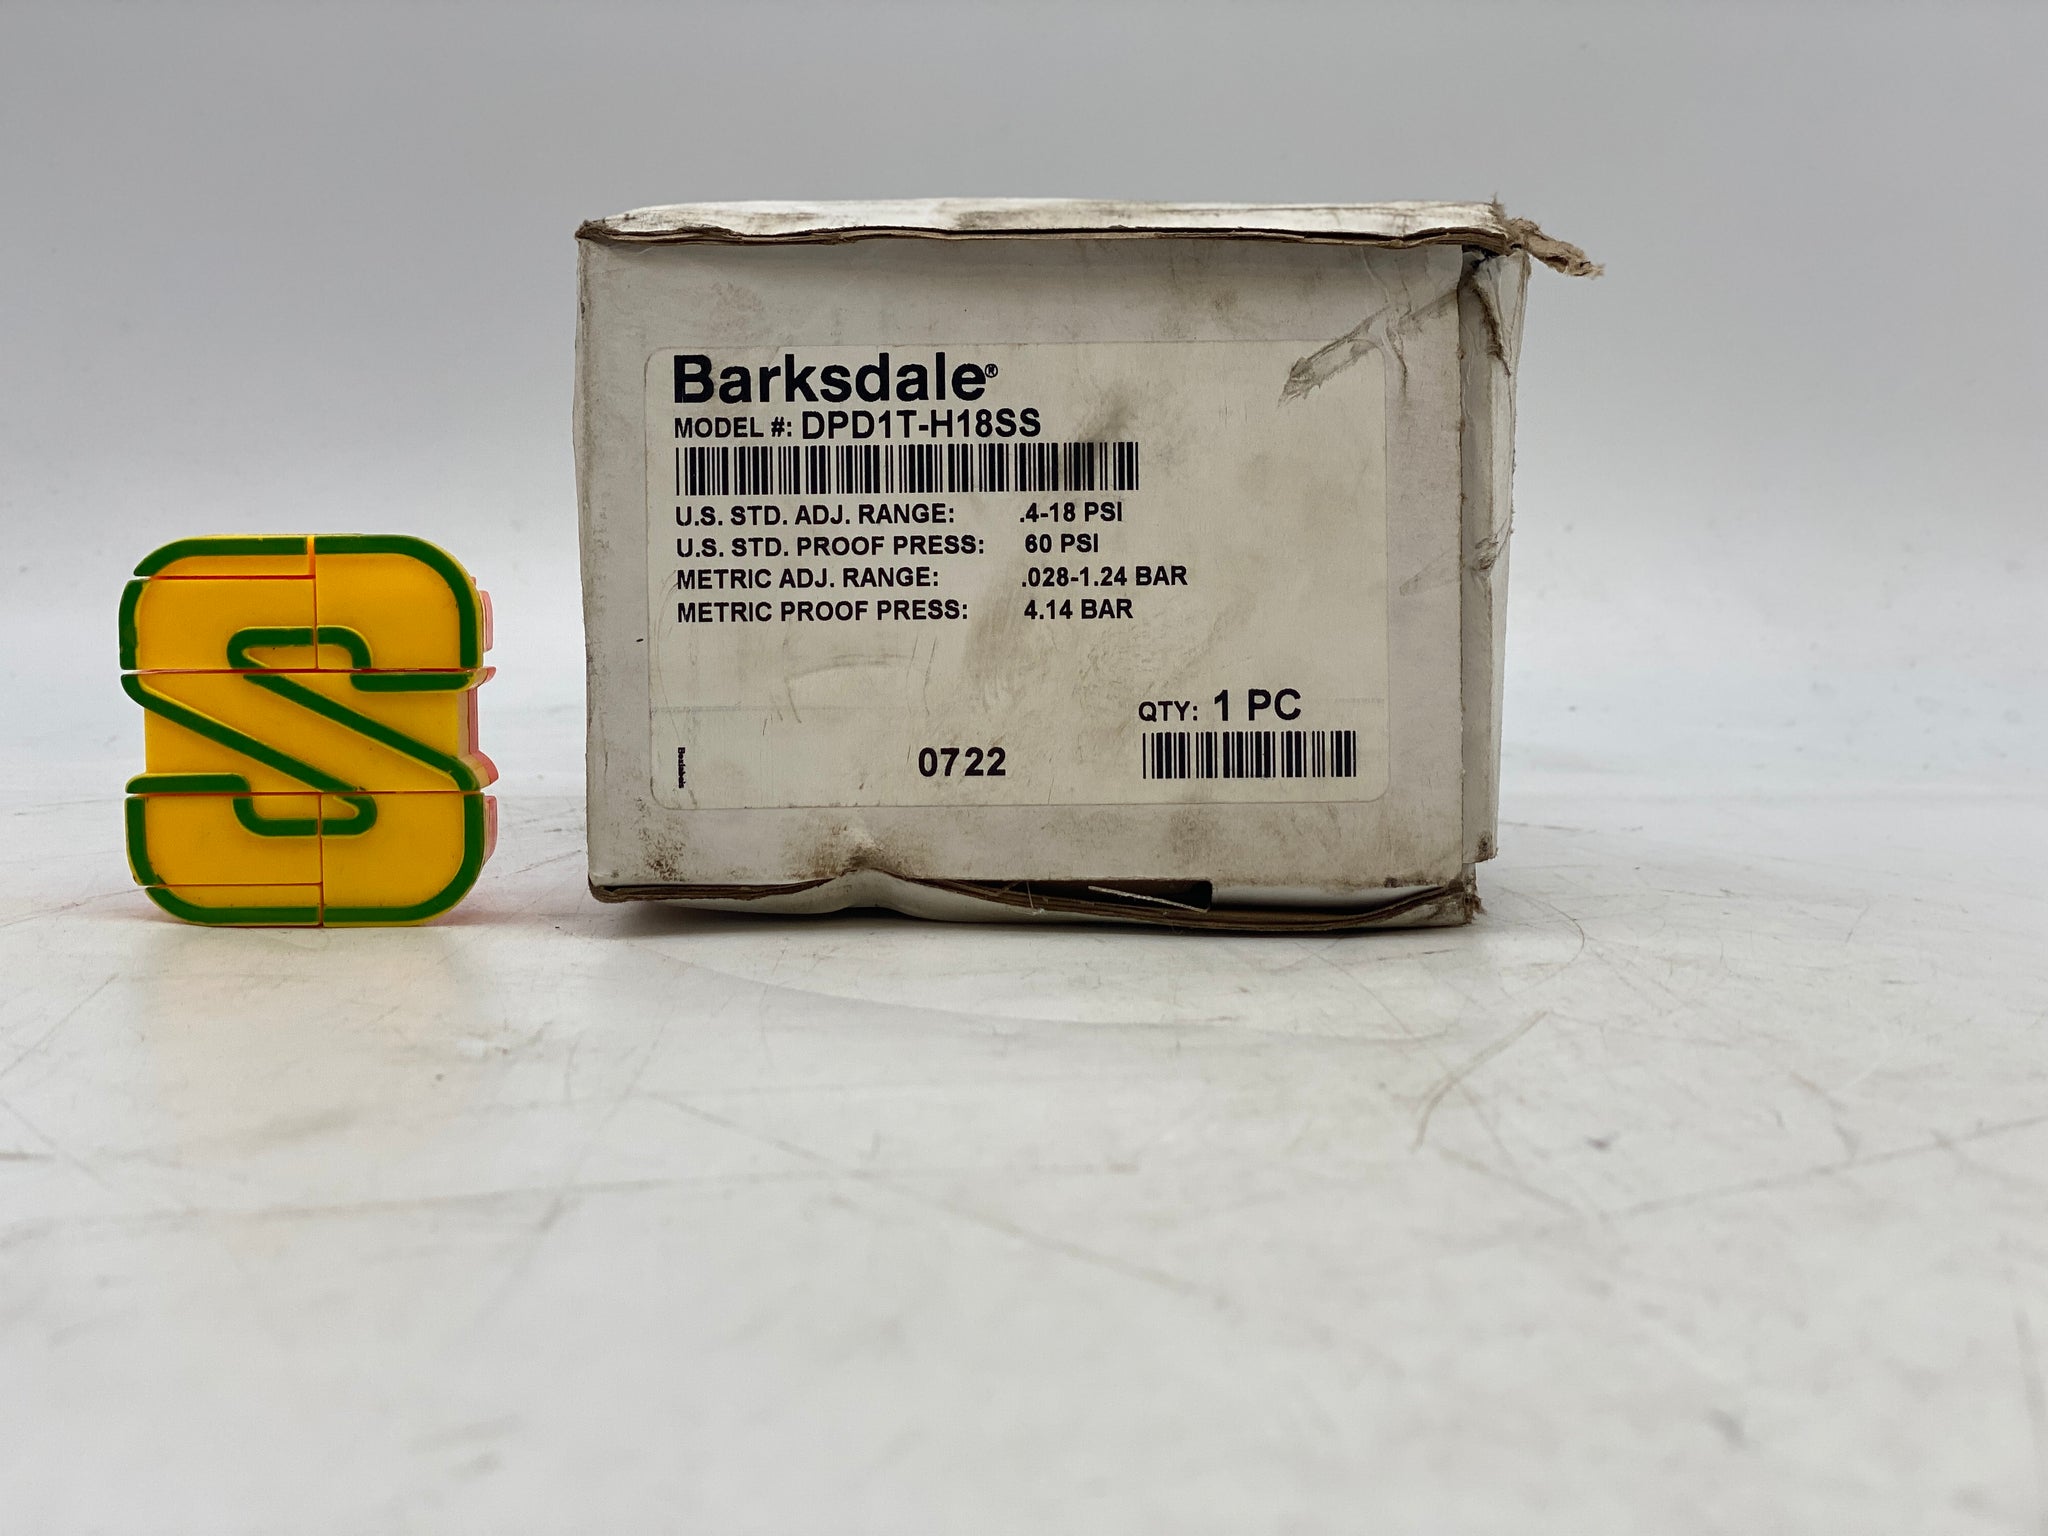 Barksdale®
MODEL #: DPD1T-H18SS
U.S. STD. ADJ. RANGE: .4-18 PSI
U.S. STD. PROOF PRESS: 60 PSI
METRIC ADJ. RANGE: .028-1.24 BAR
METRIC PROOF PRESS: 4.14 BAR
QTY: 1 PC
0722
S